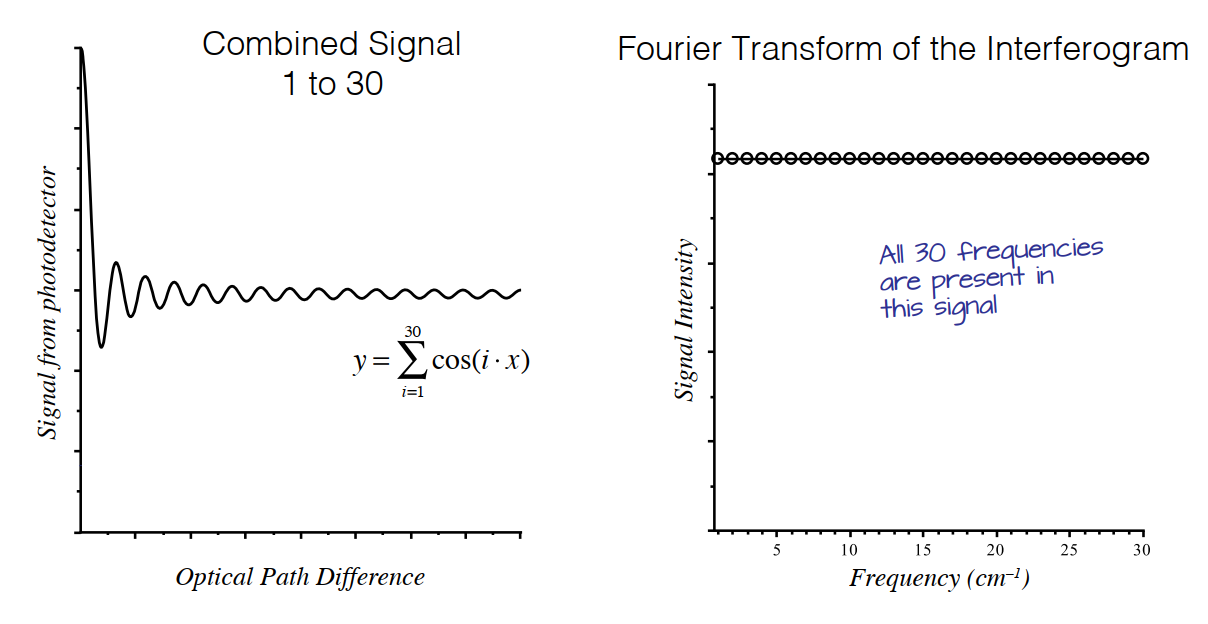 Combined Signal
1 to 30
Signal from photodetector
30
y = ∑ cos(i · x)
i=1
Optical Path Difference
Fourier Transform of the Interferogram
Signal Intensity
All 30 frequencies
are present in
this signal
5 10 15 20 25 30
Frequency (cm⁻¹)